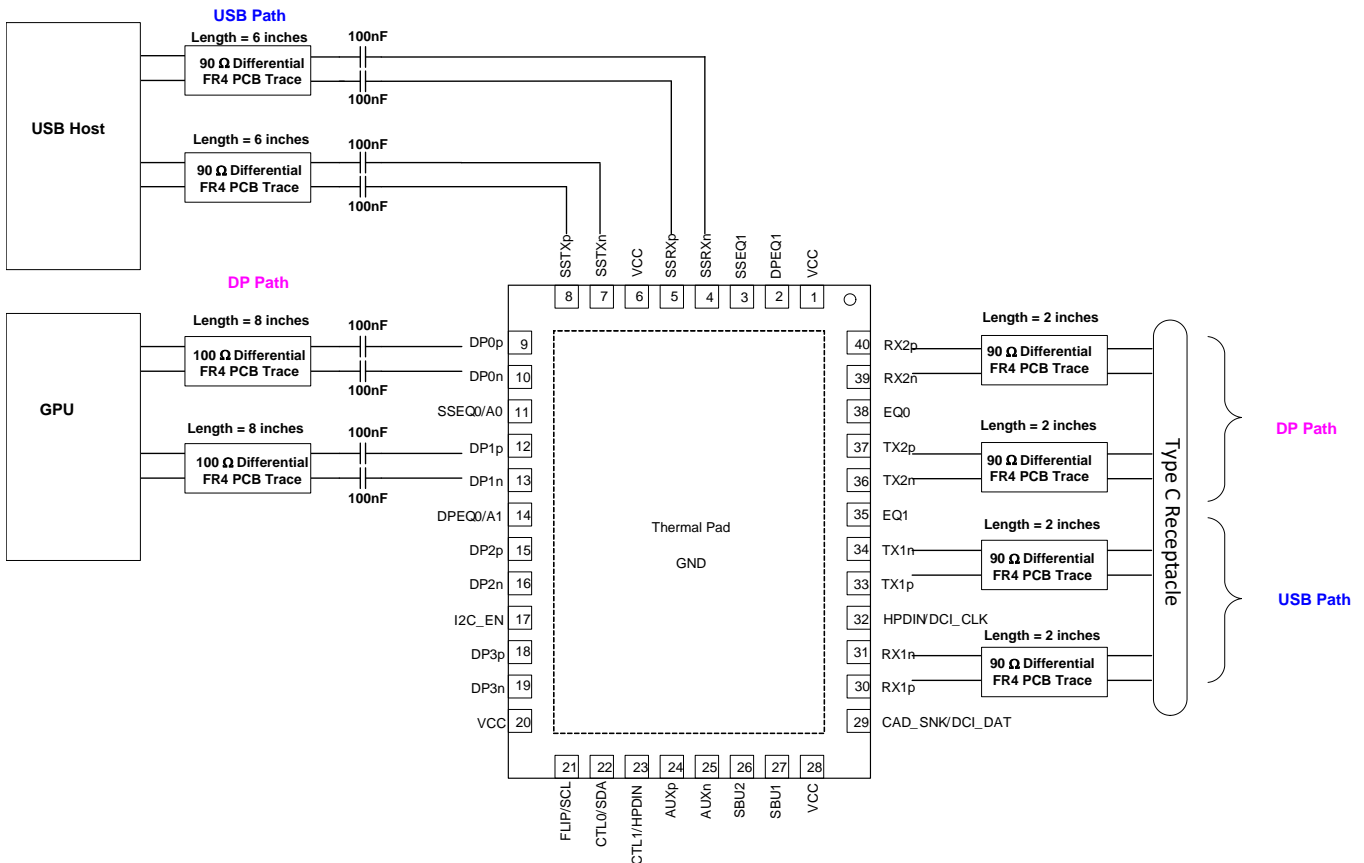 USB Path
Length = 6 inches
100nF
90 Ω Differential
FR4 PCB Trace
100nF
USB Host
Length = 6 inches
100nF
90 Ω Differential
FR4 PCB Trace
100nF
SSTXp
SSTXn
VCC
SSRXp
SSRXn
SSEQ1
DPEQ1
VCC
8
7
6
5
4
3
2
1
DP Path
Length = 8 inches
100nF
100 Ω Differential
FR4 PCB Trace
100nF
GPU
Length = 8 inches
100nF
100 Ω Differential
FR4 PCB Trace
100nF
DP0p 9
DP0n 10
SSEQ0/A0 11
DP1p 12
DP1n 13
DPEQ0/A1 14
DP2p 15
DP2n 16
I2C_EN 17
DP3p 18
DP3n 19
VCC 20
Thermal Pad
GND
40 RX2p
39 RX2n
38 EQ0
37 TX2p
36 TX2n
35 EQ1
34 TX1n
33 TX1p
32 HPDIN/DCI_CLK
31 RX1n
30 RX1p
29 CAD_SNK/DCI_DAT
Length = 2 inches
90 Ω Differential
FR4 PCB Trace
Length = 2 inches
90 Ω Differential
FR4 PCB Trace
Length = 2 inches
90 Ω Differential
FR4 PCB Trace
Length = 2 inches
90 Ω Differential
FR4 PCB Trace
Type C Receptacle
DP Path
USB Path
21
22
23
24
25
26
27
28
FLIP/SCL
CTL0/SDA
CTL1/HPDIN
AUXp
AUXn
SBU2
SBU1
VCC